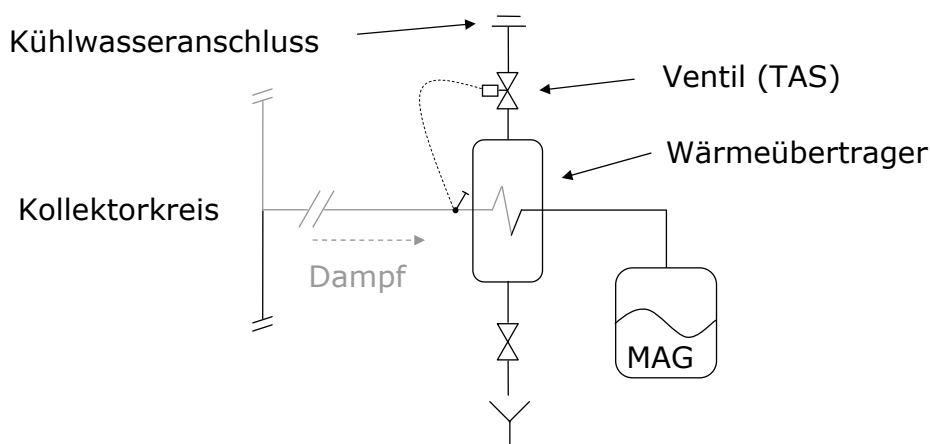 Kühlwasseranschluss
Ventil (TAS)
Wärmeübertrager
Kollektorkreis
Dampf
MAG